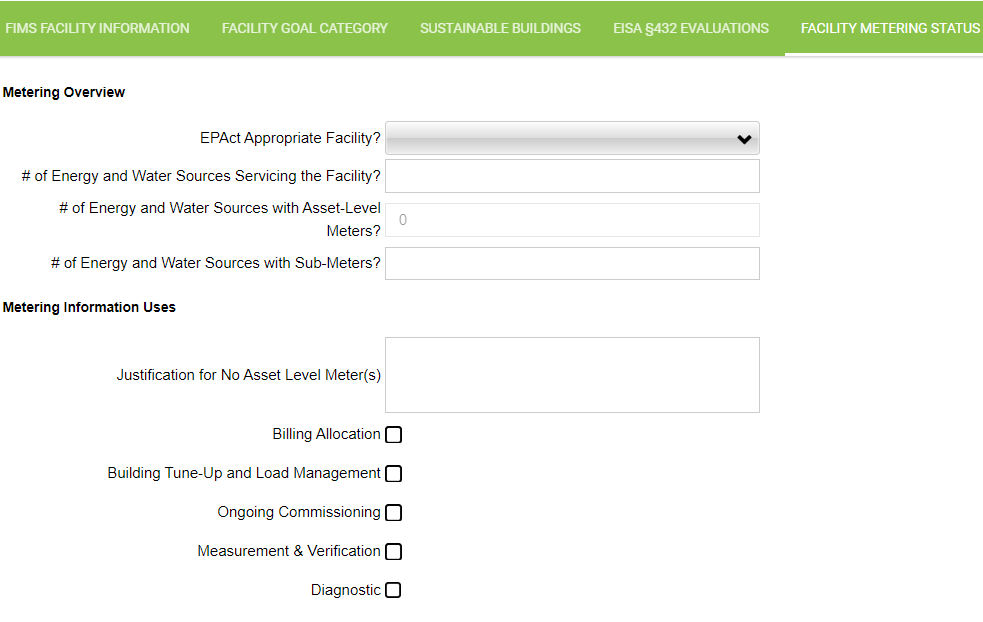 FIMS FACILITY INFORMATION FACILITY GOAL CATEGORY SUSTAINABLE BUILDINGS EISA §432 EVALUATIONS FACILITY METERING STATUS
Metering Overview
EPAct Appropriate Facility?
# of Energy and Water Sources Servicing the Facility?
# of Energy and Water Sources with Asset-Level
Meters?
0
# of Energy and Water Sources with Sub-Meters?
Metering Information Uses
Justification for No Asset Level Meter(s)
Billing Allocation
Building Tune-Up and Load Management
Ongoing Commissioning
Measurement & Verification
Diagnostic